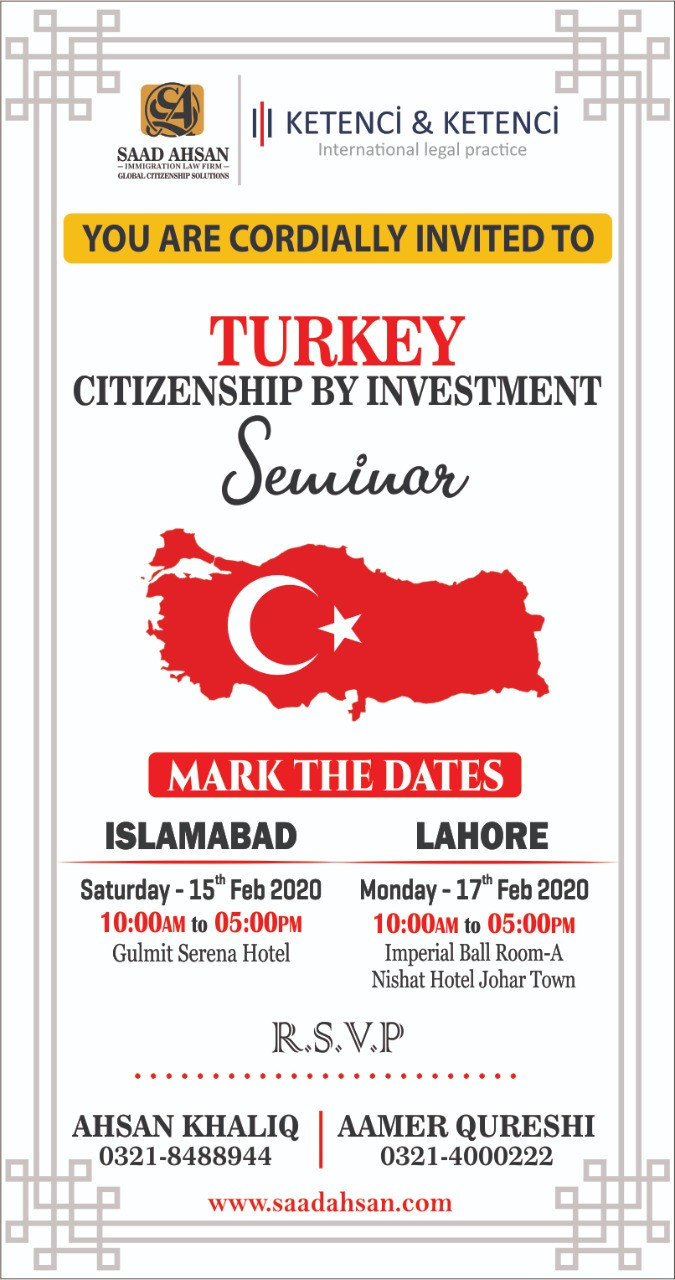 SA
SAAD AHSAN
– IMMIGRATION LAW FIRM –
GLOBAL CITIZENSHIP SOLUTIONS
KETENCİ & KETENCİ
International legal practice
YOU ARE CORDIALLY INVITED TO
TURKEY
CITIZENSHIP BY INVESTMENT
Seminar
MARK THE DATES
ISLAMABAD
Saturday - 15th Feb 2020
10:00AM to 05:00PM
Gulmit Serena Hotel
LAHORE
Monday - 17th Feb 2020
10:00AM to 05:00PM
Imperial Ball Room-A
Nishat Hotel Johar Town
R.S.V.P
AHSAN KHALIQ
0321-8488944
AAMER QURESHI
0321-4000222
www.saadahsan.com